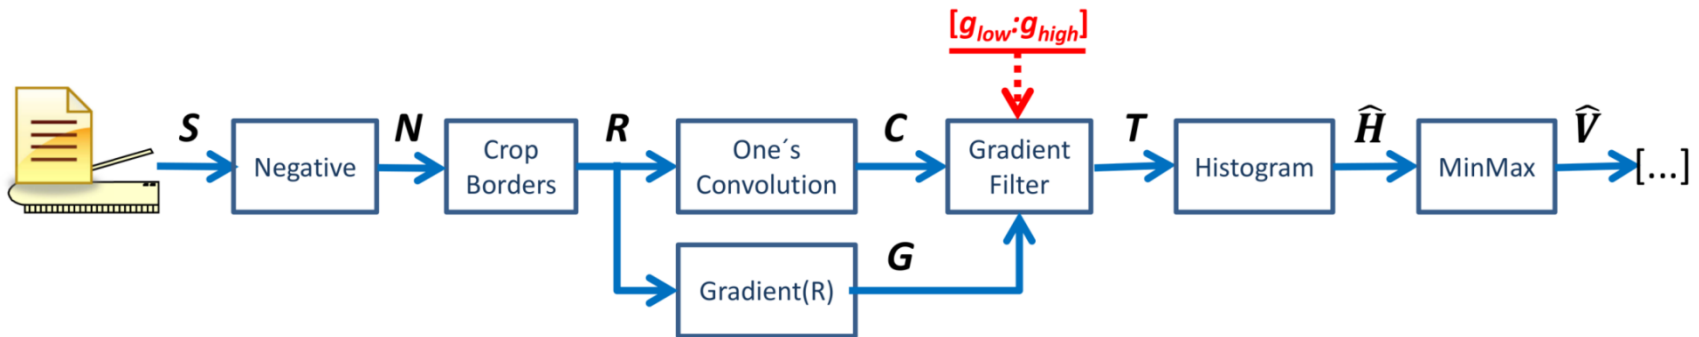 [g_low:g_high]
S
Negative
N
Crop
Borders
R
One´s
Convolution
C
Gradient
Filter
T
Histogram
Ĥ
MinMax
V̂
[...]
Gradient(R)
G